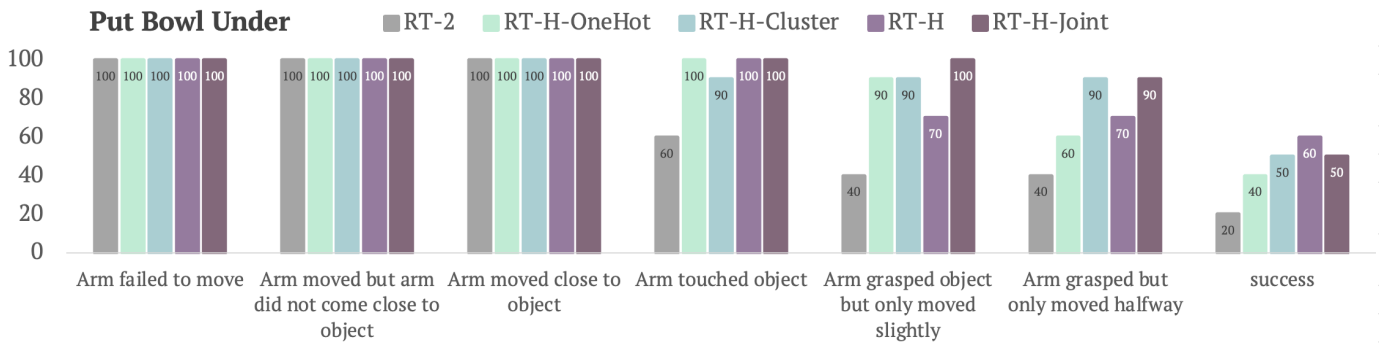 Put Bowl Under RT-2 RT-H-OneHot RT-H-Cluster RT-H RT-H-Joint
100
80
60
40
20
0
100 100 100 100 100
100 100 100 100 100
100 100 100 100 100
60 100 90 100 100
40 90 90 70 100
40 60 90 70 90
20 40 50 60 50
Arm failed to move
Arm moved but arm
did not come close to
object
Arm moved close to
object
Arm touched object
Arm grasped object
but only moved
slightly
Arm grasped but
only moved halfway
success